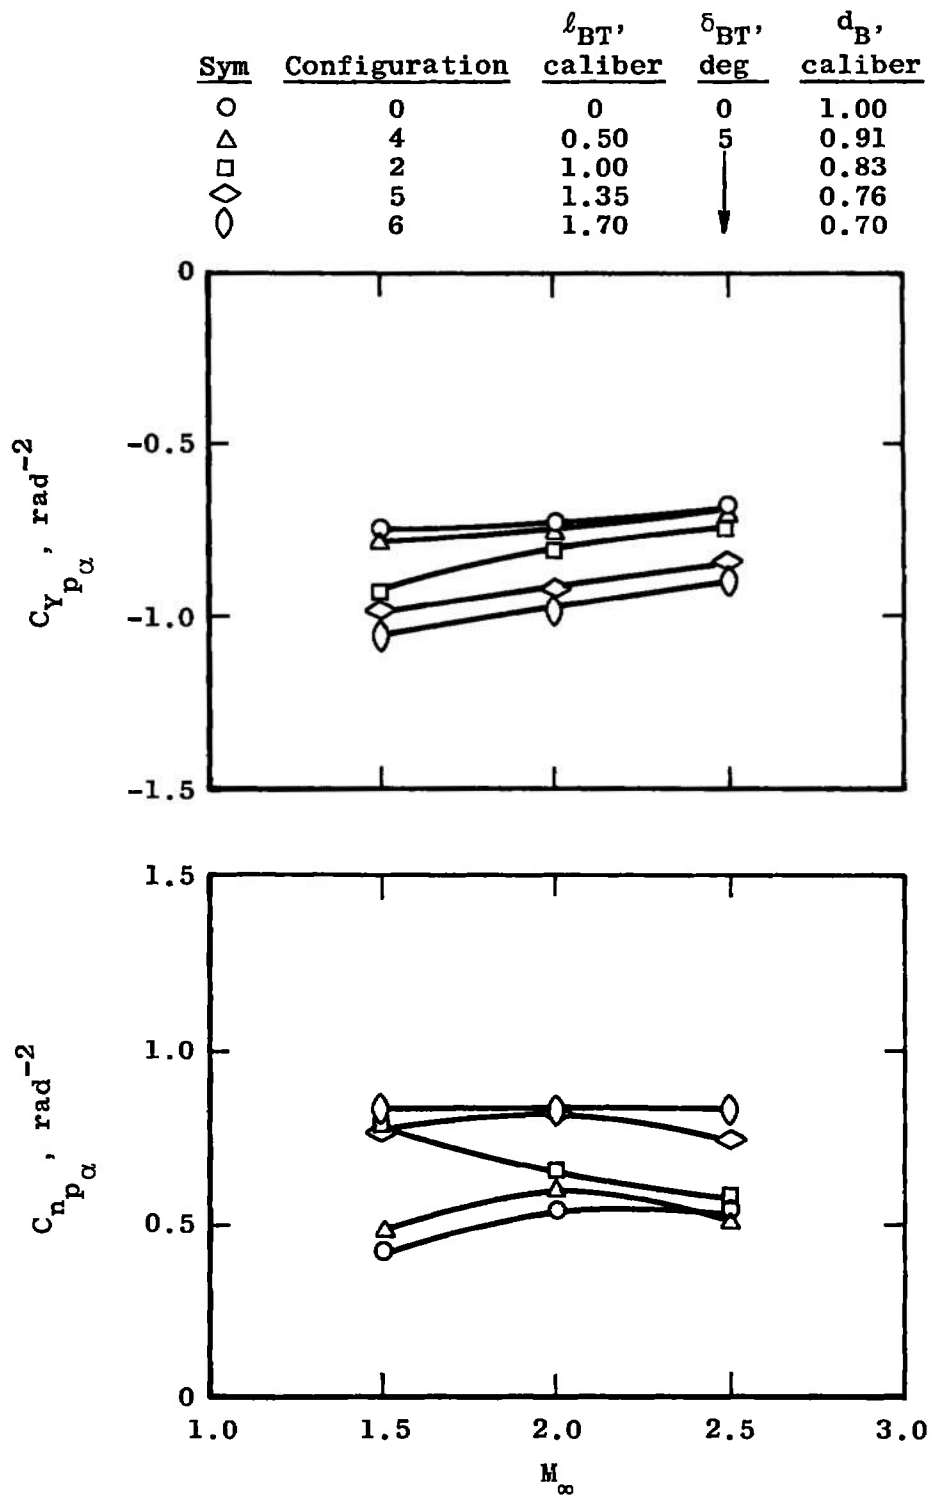 ℓBT, δBT, dB,
Sym Configuration caliber deg caliber
0 0 0 1.00
4 0.50 5 0.91
2 1.00 0.83
5 1.35 0.76
6 1.70 0.70
0
-0.5
-1.0
-1.5
CYpα , rad-2
1.5
1.0
0.5
0
Cnpα , rad-2
1.0 1.5 2.0 2.5 3.0
M∞